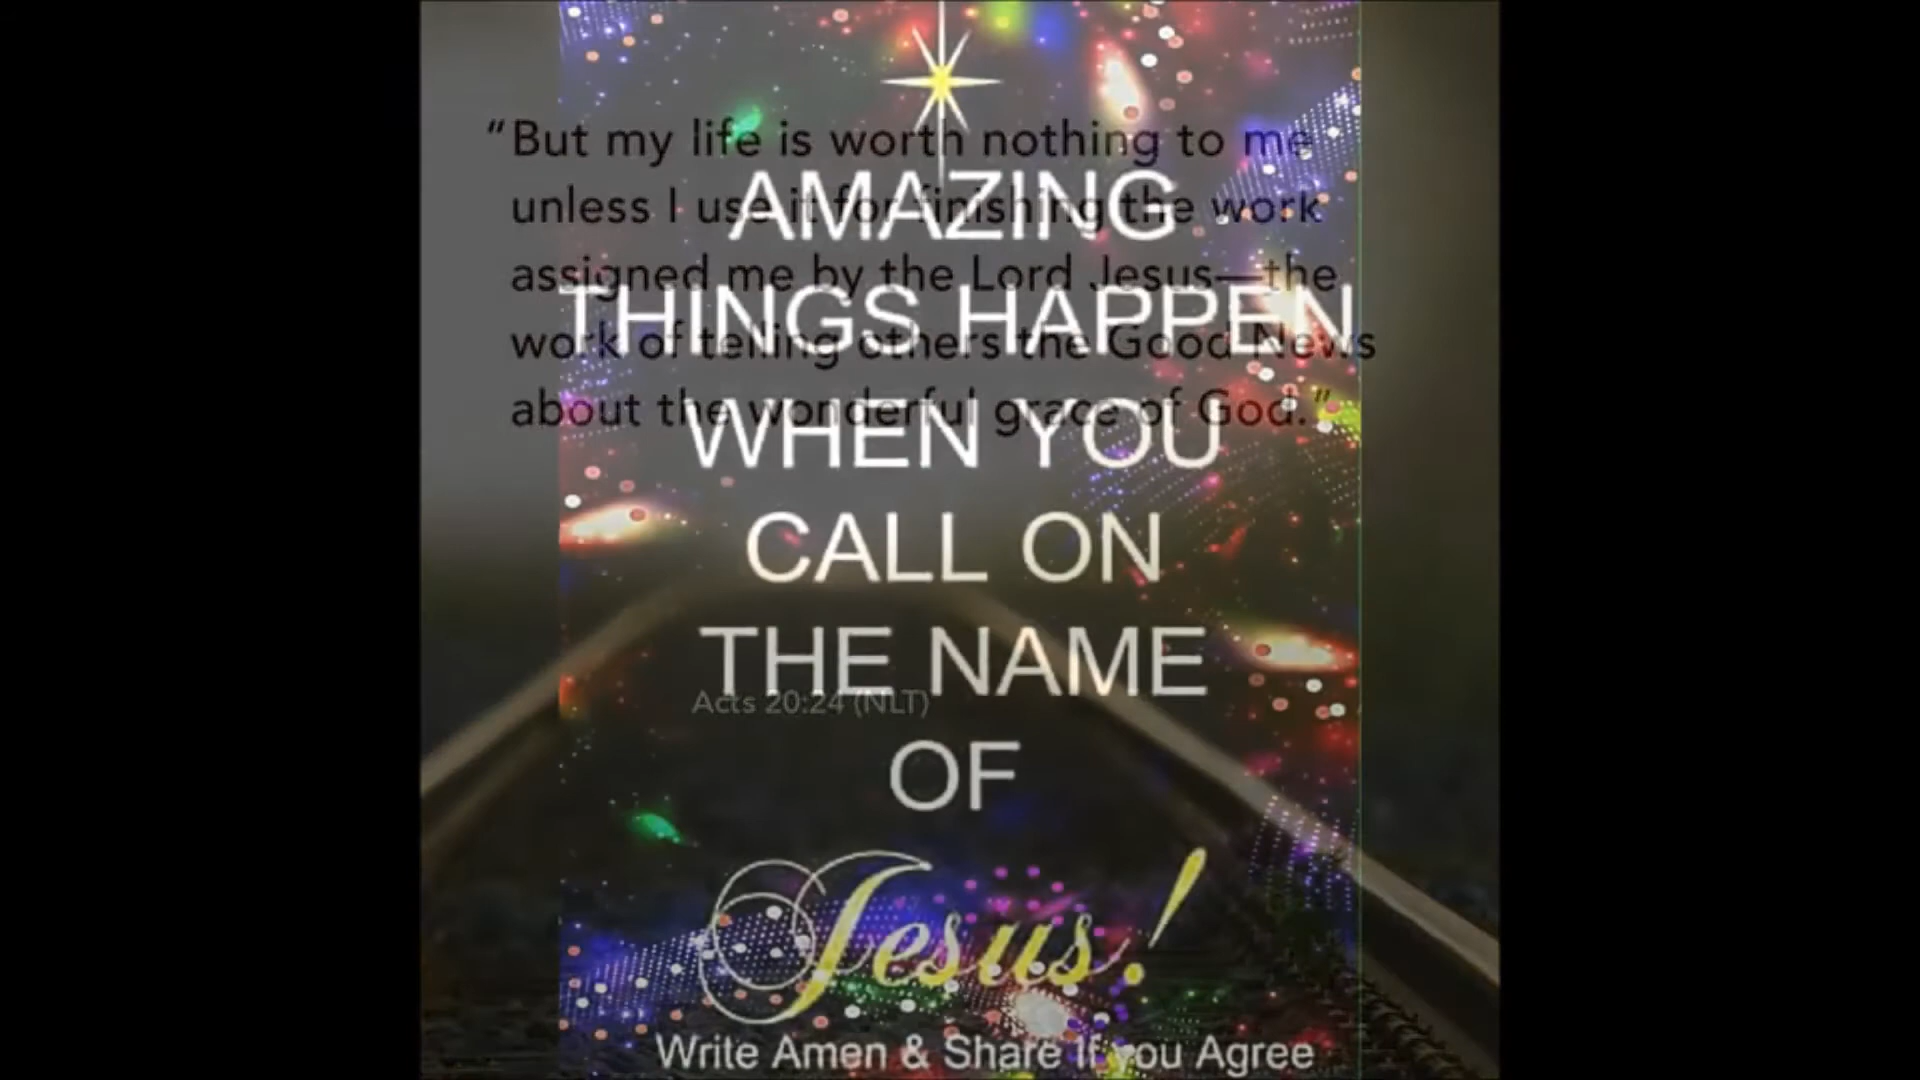 “But my life is worth nothing to me
unless I use it for finishing the work
assigned me by the Lord Jesus—the
work of telling others the Good News
about the wonderful grace of God.”
Acts 20:24 (NLT)
AMAZING
THINGS HAPPEN
WHEN YOU
CALL ON
THE NAME
OF
Jesus!
Write Amen & Share If you Agree